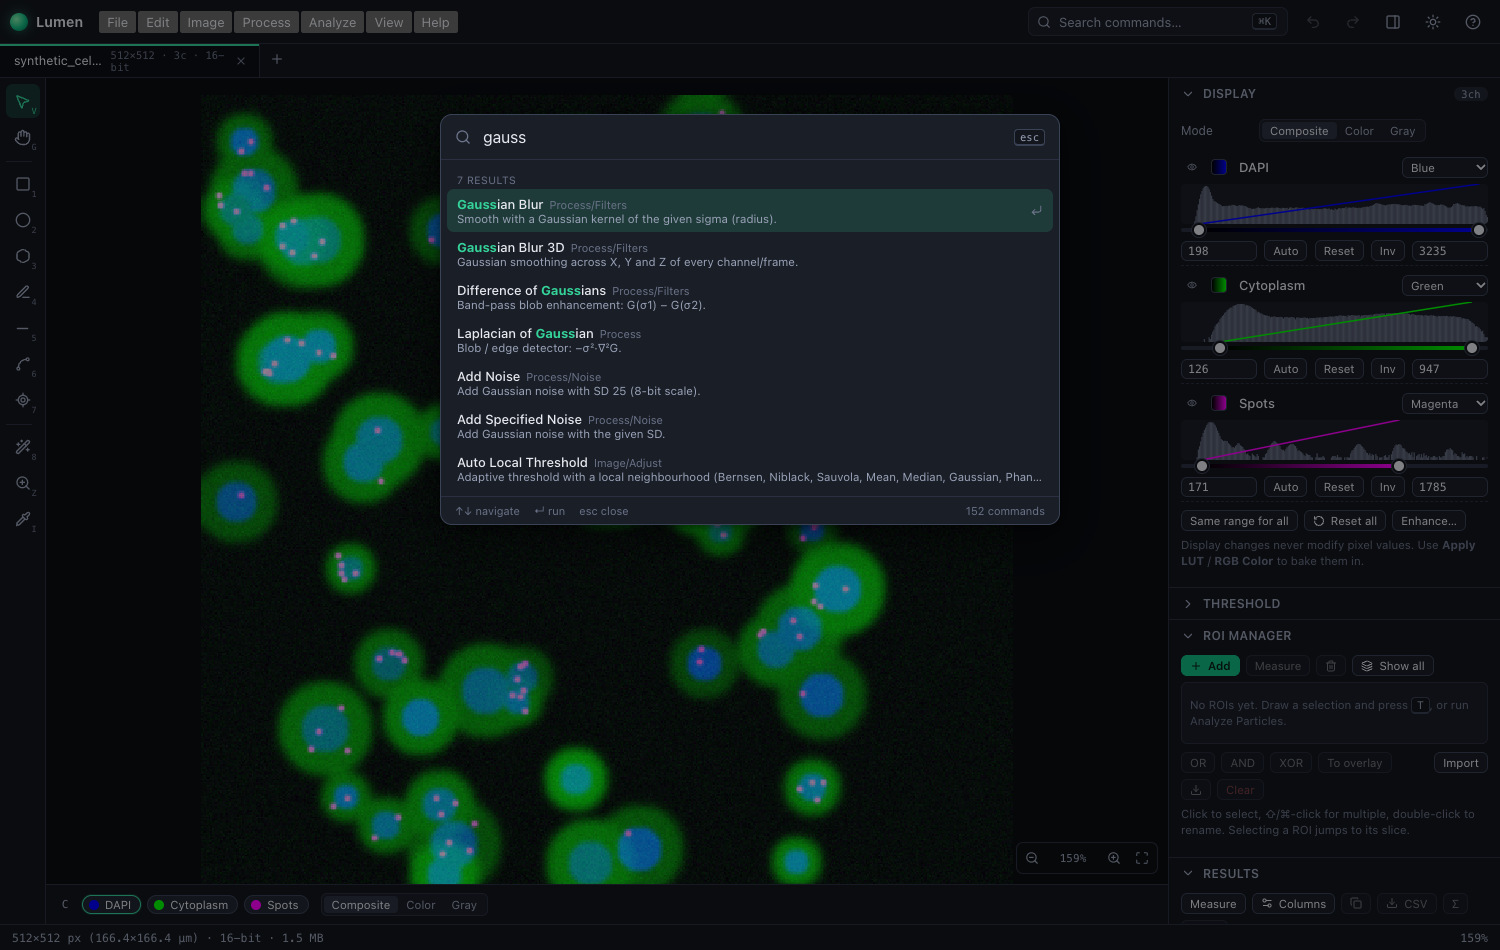 Lumen File Edit Image Process Analyze View Help Search commands... ⌘K
synthetic_cel... 512×512 · 3c · 16-bit
V
G
1
2
3
4
5
6
7
8
Z
I
gauss esc
7 RESULTS
Gaussian Blur Process/Filters
Smooth with a Gaussian kernel of the given sigma (radius).
Gaussian Blur 3D Process/Filters
Gaussian smoothing across X, Y and Z of every channel/frame.
Difference of Gaussians Process/Filters
Band-pass blob enhancement: G(σ1) − G(σ2).
Laplacian of Gaussian Process
Blob / edge detector: −σ²·∇²G.
Add Noise Process/Noise
Add Gaussian noise with SD 25 (8-bit scale).
Add Specified Noise Process/Noise
Add Gaussian noise with the given SD.
Auto Local Threshold Image/Adjust
Adaptive threshold with a local neighbourhood (Bernsen, Niblack, Sauvola, Mean, Median, Gaussian, Phan...
↑↓ navigate ↵ run esc close 152 commands
DISPLAY 3ch
Mode Composite Color Gray
DAPI Blue
198 Auto Reset Inv 3235
Cytoplasm Green
126 Auto Reset Inv 947
Spots Magenta
171 Auto Reset Inv 1785
Same range for all Reset all Enhance...
Display changes never modify pixel values. Use Apply
LUT / RGB Color to bake them in.
THRESHOLD
ROI MANAGER
+ Add Measure Show all
No ROIs yet. Draw a selection and press T, or run
Analyze Particles.
OR AND XOR To overlay Import
Clear
Click to select, ⇧/⌘-click for multiple, double-click to
rename. Selecting a ROI jumps to its slice.
RESULTS
Measure Columns CSV Σ
159%
C DAPI Cytoplasm Spots Composite Color Gray
512×512 px (166.4×166.4 µm) · 16-bit · 1.5 MB 159%